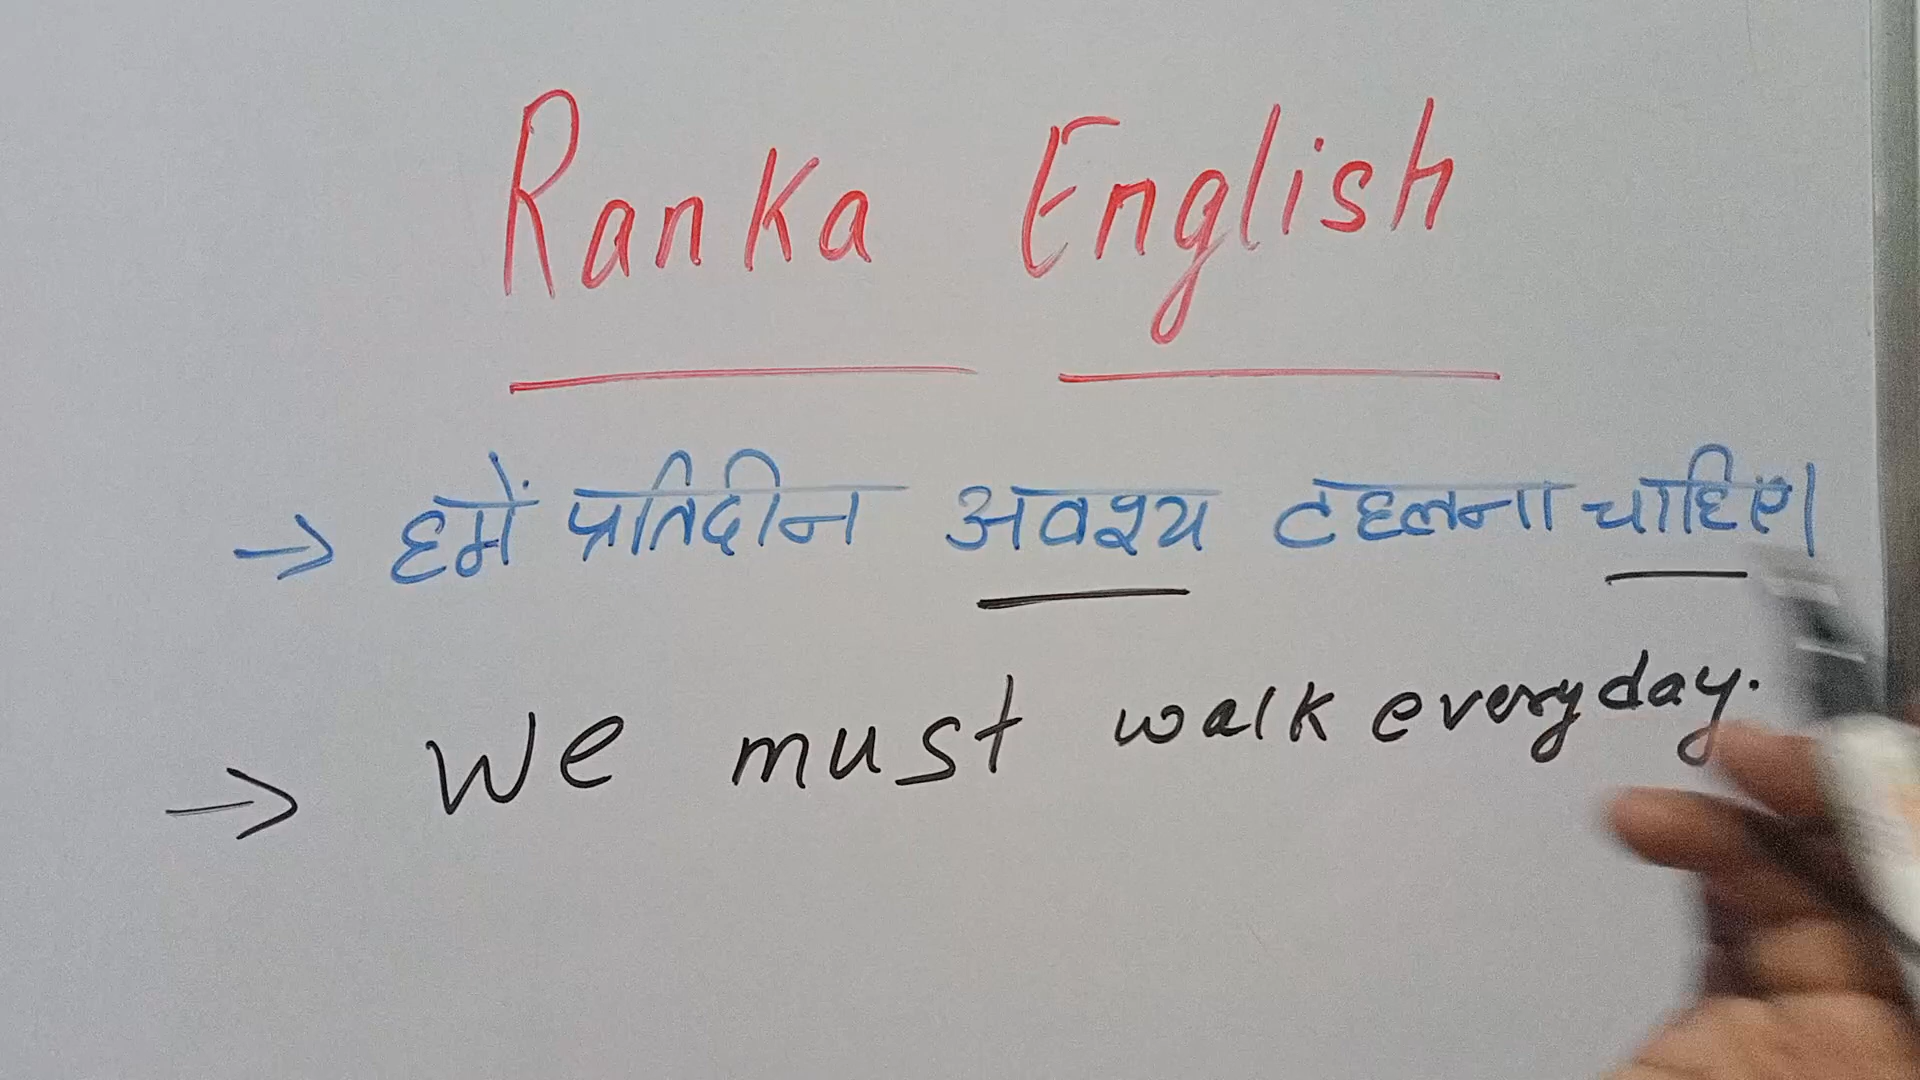 Ranka English
→ हमें प्रतिदीन अवश्य टहलना चाहिए।
→ We must walk everyday.